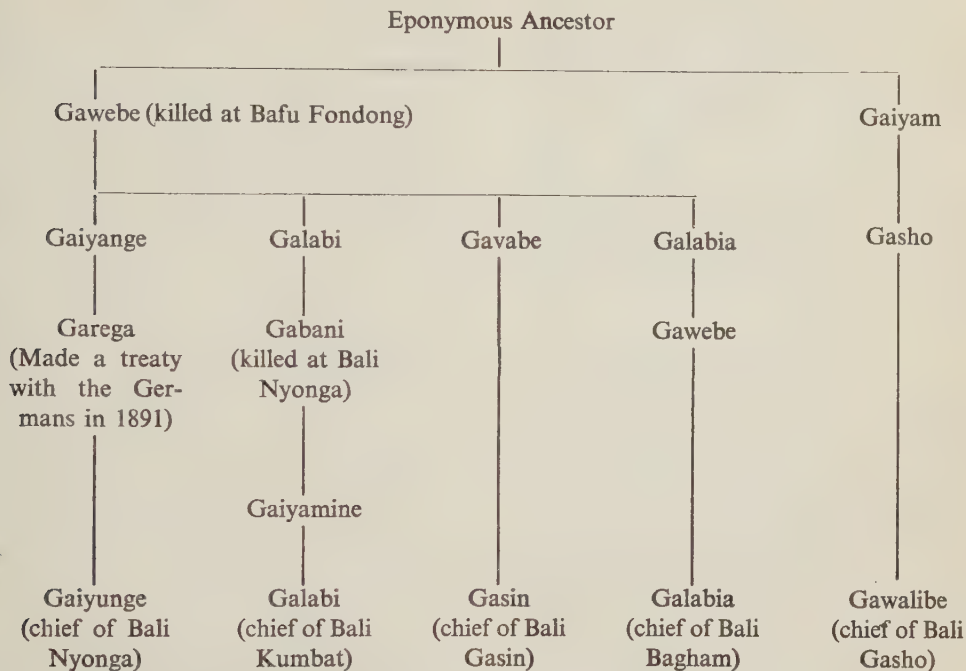 Eponymous Ancestor
Gawebe (killed at Bafu Fondong)
Gaiyam
Gaiyange
Galabi
Gavabe
Galabia
Gasho
Garega
(Made a treaty
with the Ger-
mans in 1891)
Gabani
(killed at Bali
Nyonga)
Gawebe
Gaiyamine
Gaiyunge
(chief of Bali
Nyonga)
Galabi
(chief of Bali
Kumbat)
Gasin
(chief of Bali
Gasin)
Galabia
(chief of Bali
Bagham)
Gawalibe
(chief of Bali
Gasho)